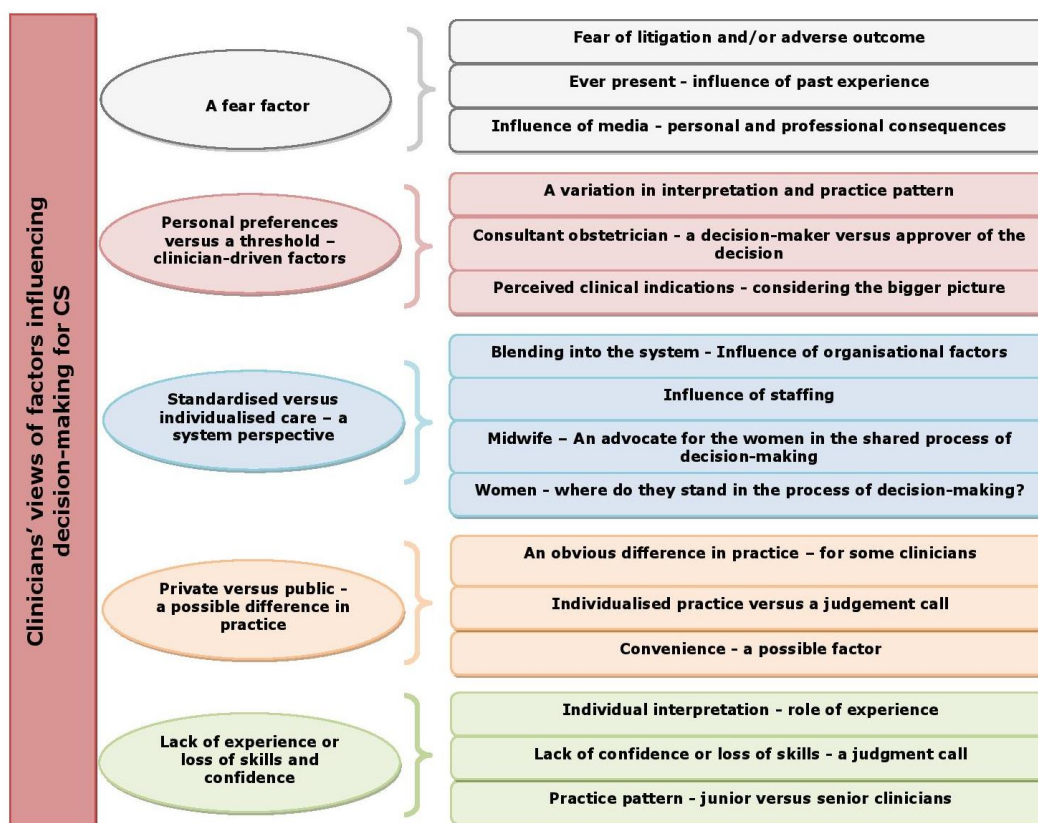 Clinicians' views of factors influencing
decision-making for CS
A fear factor
Fear of litigation and/or adverse outcome
Ever present - influence of past experience
Influence of media - personal and professional consequences
Personal preferences
versus a threshold –
clinician-driven factors
A variation in interpretation and practice pattern
Consultant obstetrician - a decision-maker versus approver of the
decision
Perceived clinical indications - considering the bigger picture
Standardised versus
individualised care – a
system perspective
Blending into the system - Influence of organisational factors
Influence of staffing
Midwife – An advocate for the women in the shared process of
decision-making
Women - where do they stand in the process of decision-making?
Private versus public -
a possible difference in
practice
An obvious difference in practice – for some clinicians
Individualised practice versus a judgement call
Convenience - a possible factor
Lack of experience or
loss of skills and
confidence
Individual interpretation - role of experience
Lack of confidence or loss of skills - a judgment call
Practice pattern - junior versus senior clinicians